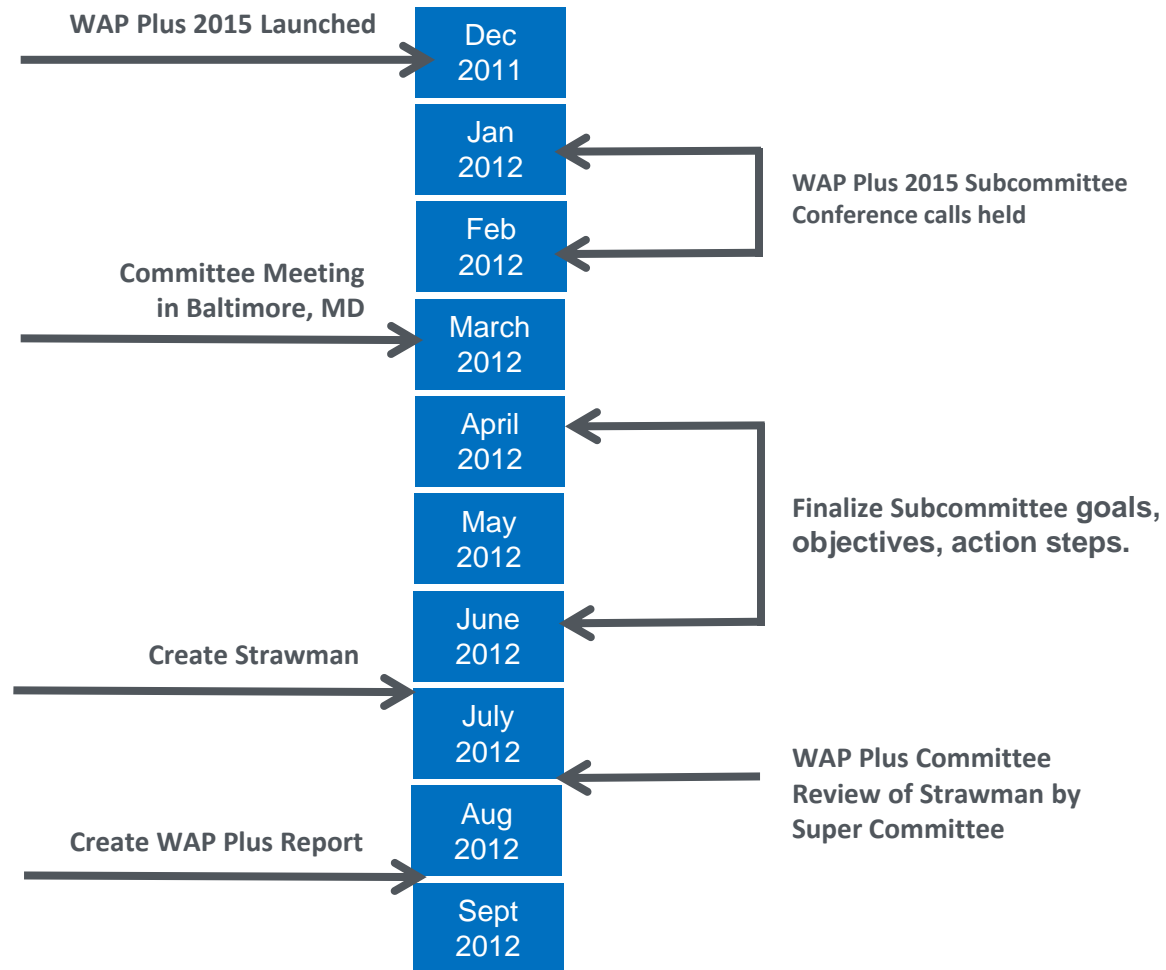 WAP Plus 2015 Launched
Dec
2011
Jan
2012
WAP Plus 2015 Subcommittee
Conference calls held
Feb
2012
Committee Meeting
in Baltimore, MD
March
2012
April
2012
Finalize Subcommittee goals,
objectives, action steps.
May
2012
June
2012
Create Strawman
July
2012
WAP Plus Committee
Review of Strawman by
Super Committee
Aug
2012
Create WAP Plus Report
Sept
2012